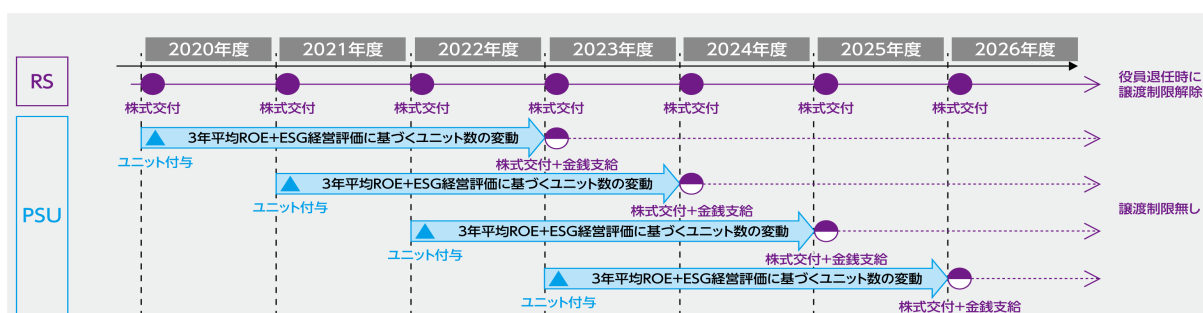 2020年度 2021年度 2022年度 2023年度 2024年度 2025年度 2026年度
RS
株式交付 株式交付 株式交付 株式交付 株式交付 株式交付 株式交付
役員退任時に
譲渡制限解除
PSU
3年平均ROE+ESG経営評価に基づくユニット数の変動
ユニット付与
株式交付+金銭支給
3年平均ROE+ESG経営評価に基づくユニット数の変動
ユニット付与
株式交付+金銭支給
譲渡制限無し
3年平均ROE+ESG経営評価に基づくユニット数の変動
ユニット付与
株式交付+金銭支給
3年平均ROE+ESG経営評価に基づくユニット数の変動
ユニット付与
株式交付+金銭支給